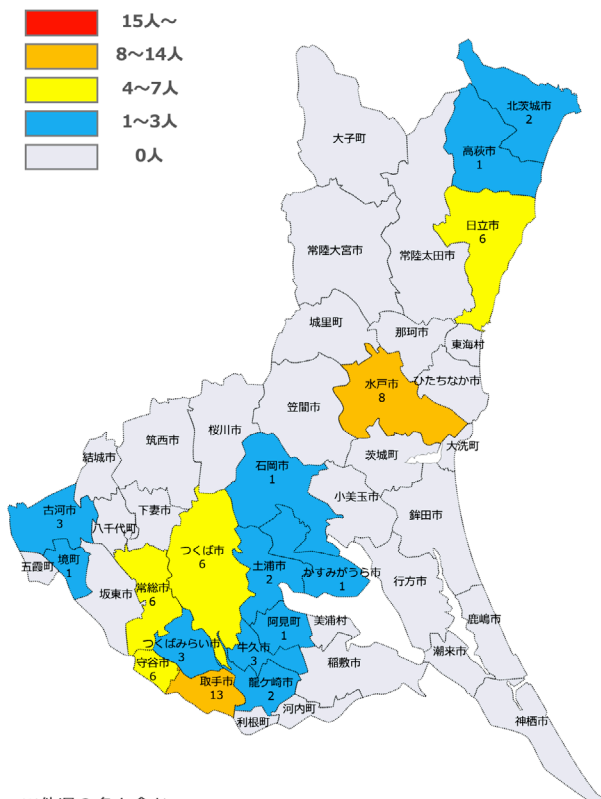 15人～
8～14人
4～7人
1～3人
0人
北茨城市
2
大子町
高萩市
1
日立市
6
常陸大宮市
常陸太田市
城里町
那珂市
東海村
水戸市
8
ひたちなか市
笠間市
桜川市
筑西市
茨城町
大洗町
結城市
石岡市
1
小美玉市
古河市
3
下妻市
八千代町
鉾田市
つくば市
6
境町
1
五霞町
土浦市
2
かすみがうら市
1
行方市
坂東市
常総市
6
阿見町
1
美浦村
鹿嶋市
つくばみらい市
3
牛久市
3
潮来市
守谷市
6
稲敷市
取手市
13
龍ケ崎市
2
河内町
利根町
神栖市